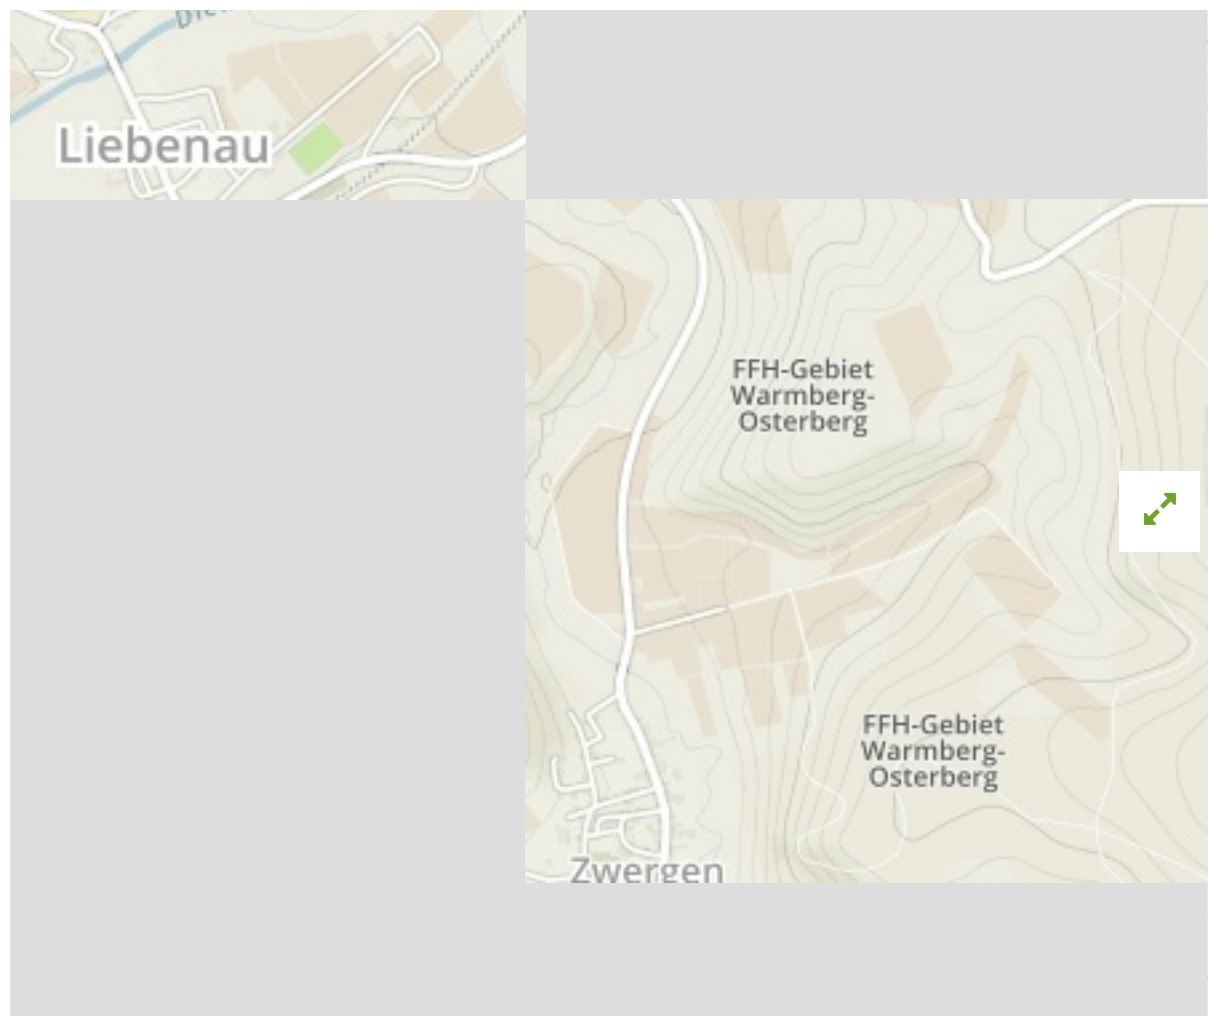 Liebenau
FFH-Gebiet
Warmberg-
Osterberg
FFH-Gebiet
Warmberg-
Osterberg
Zwergen